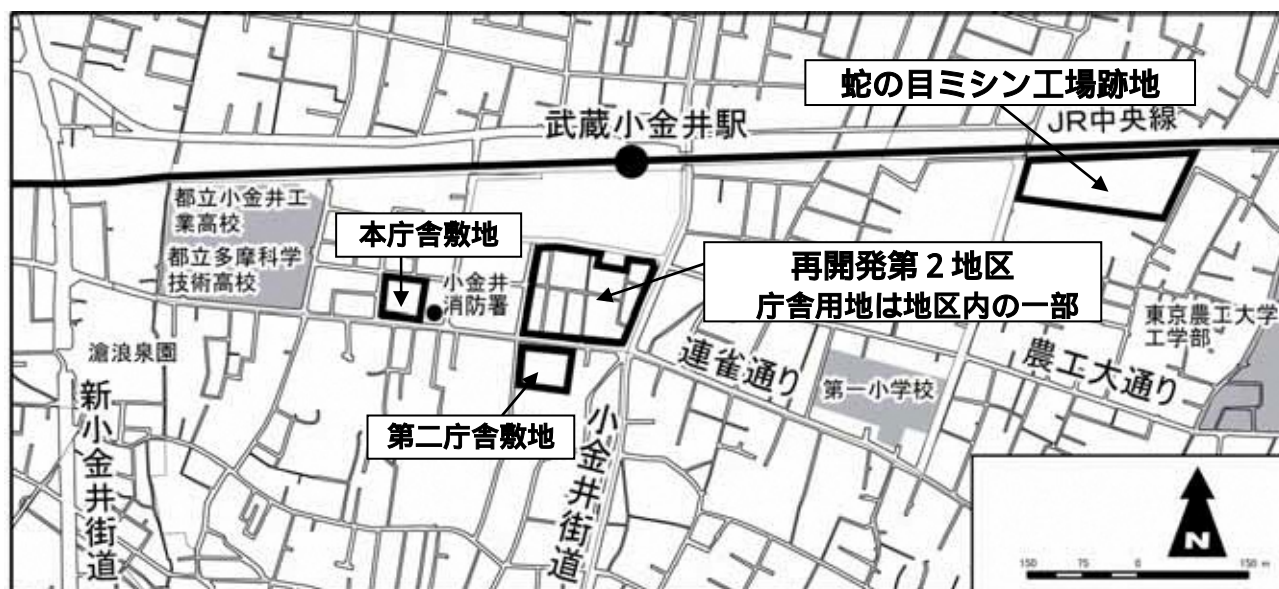 蛇の目ミシン工場跡地
武蔵小金井駅
JR中央線
都立小金井工
業高校
都立多摩科学
技術高校
本庁舎敷地
小金井
消防署
再開発第2地区
庁舎用地は地区内の一部
東京農工大学
工学部
滄浪泉園
連雀通り
第一小学校
農工大通り
新小金井街道
第二庁舎敷地
小金井街道
N
150 75 0 150 m